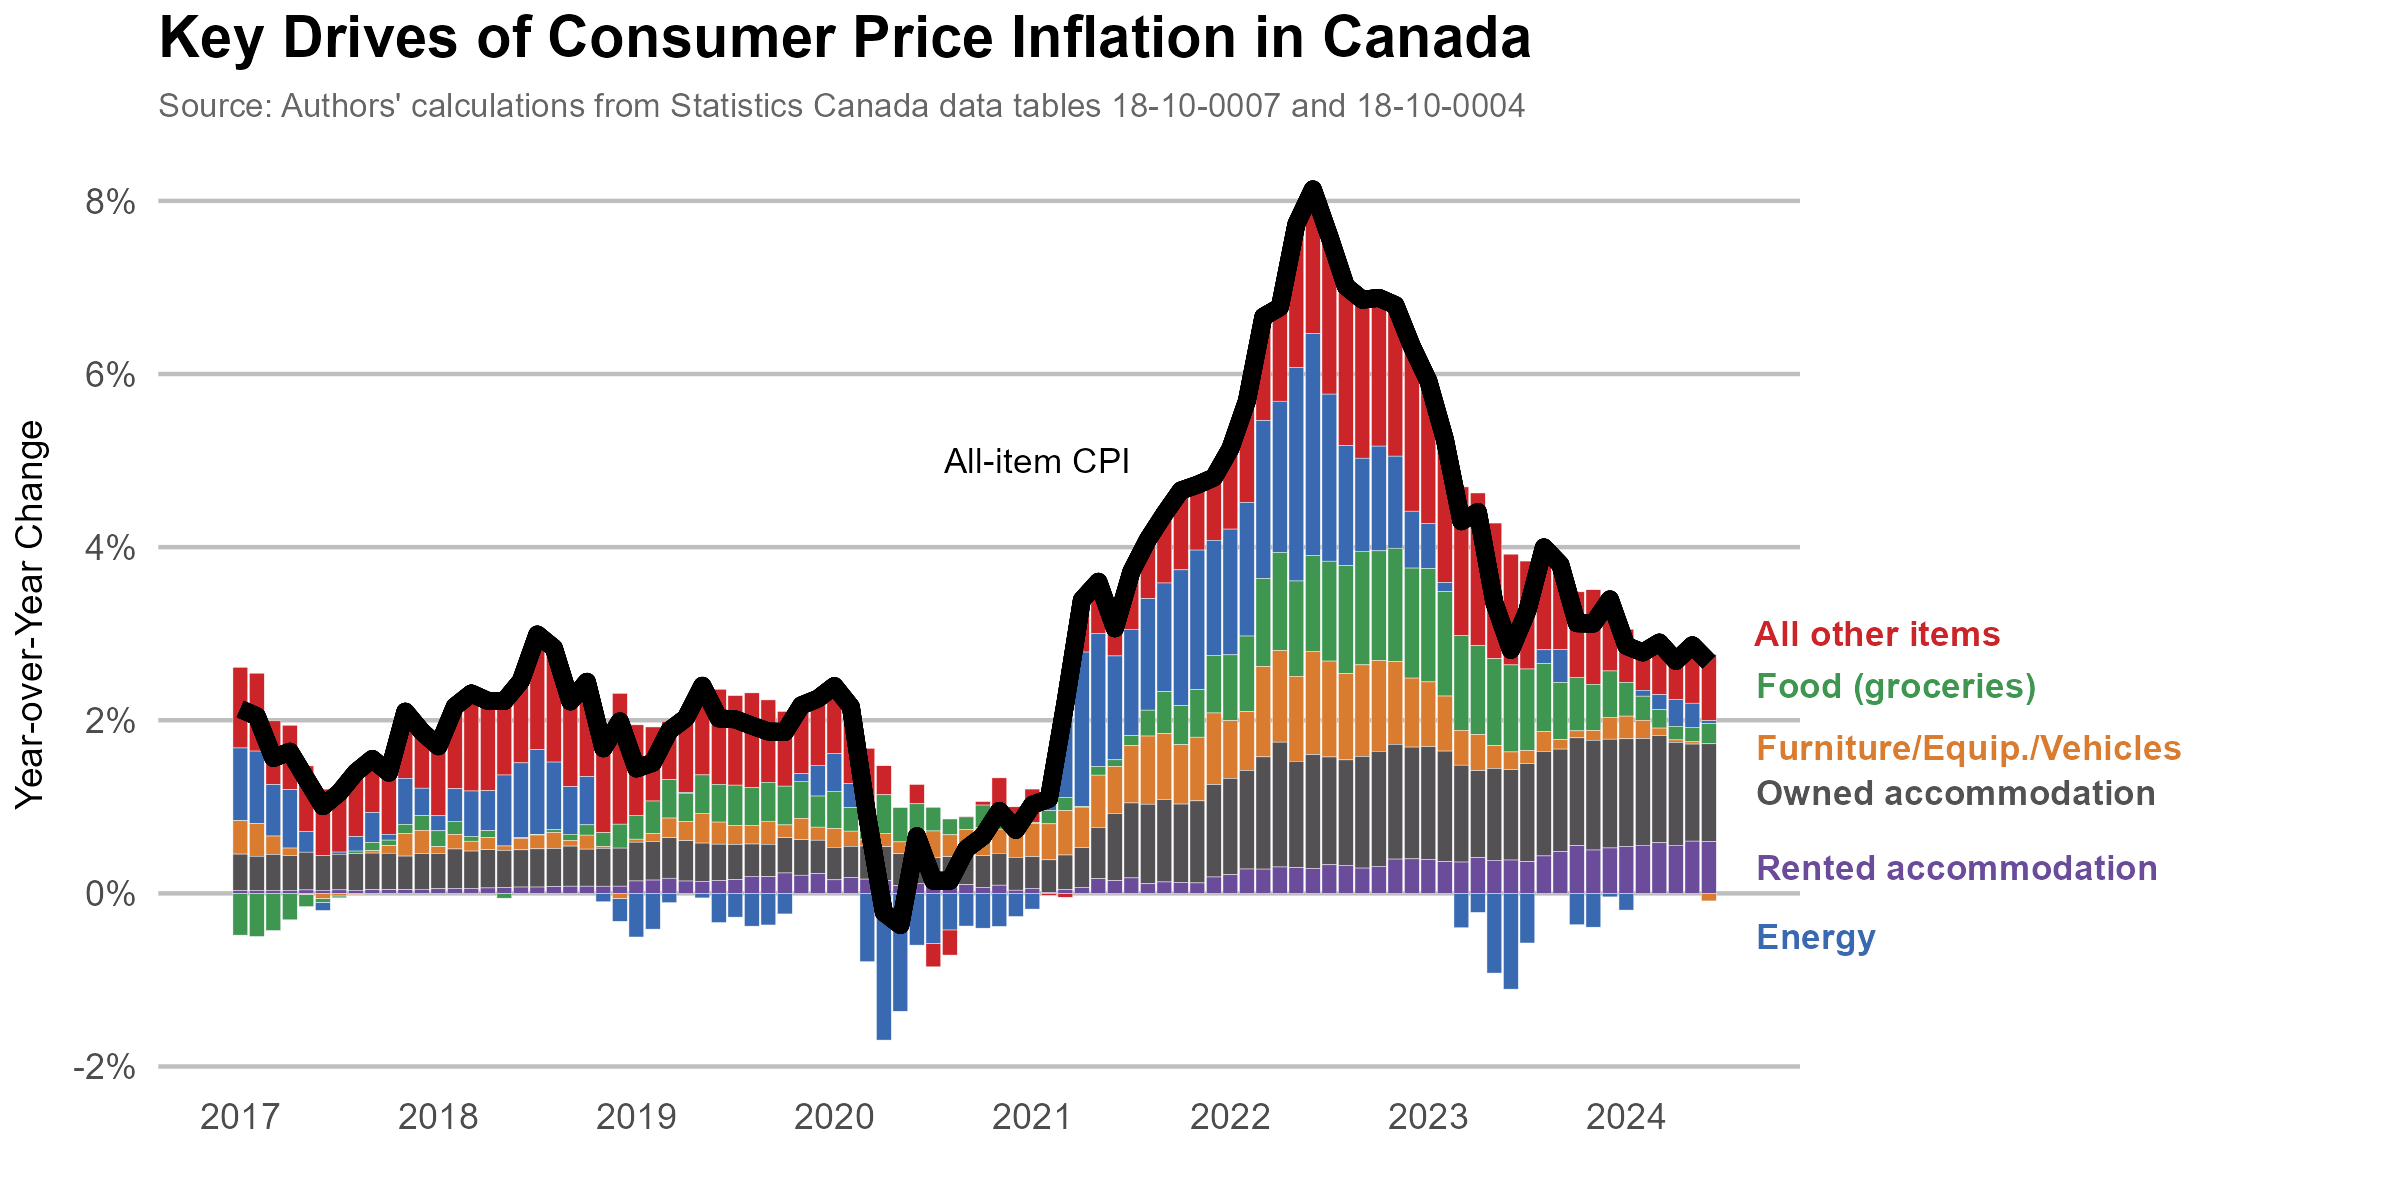 Key Drives of Consumer Price Inflation in Canada
Source: Authors' calculations from Statistics Canada data tables 18-10-0007 and 18-10-0004
Year-over-Year Change
8%
6%
4%
2%
0%
-2%
All-item CPI
All other items
Food (groceries)
Furniture/Equip./Vehicles
Owned accommodation
Rented accommodation
Energy
2017 2018 2019 2020 2021 2022 2023 2024